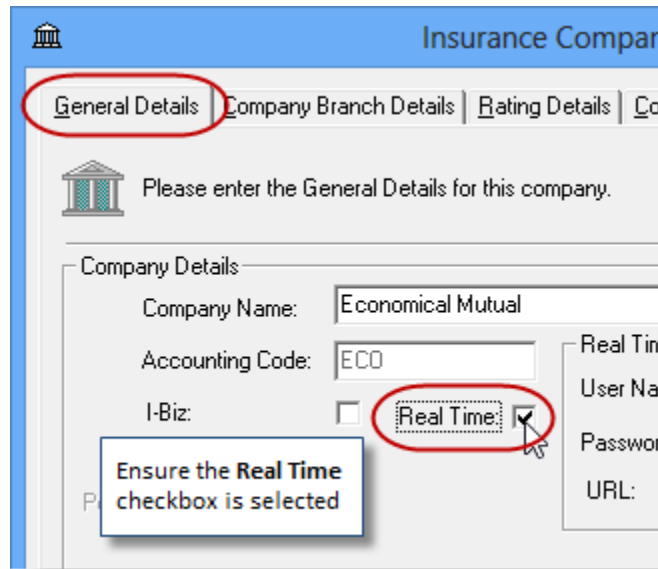 Insurance Compan
General Details Company Branch Details Rating Details Co
Please enter the General Details for this company.
Company Details
Company Name: Economical Mutual
Accounting Code: ECO
Real Tim
I-Biz:
Real Time:
User Na
Passwor
URL:
Ensure the Real Time
checkbox is selected